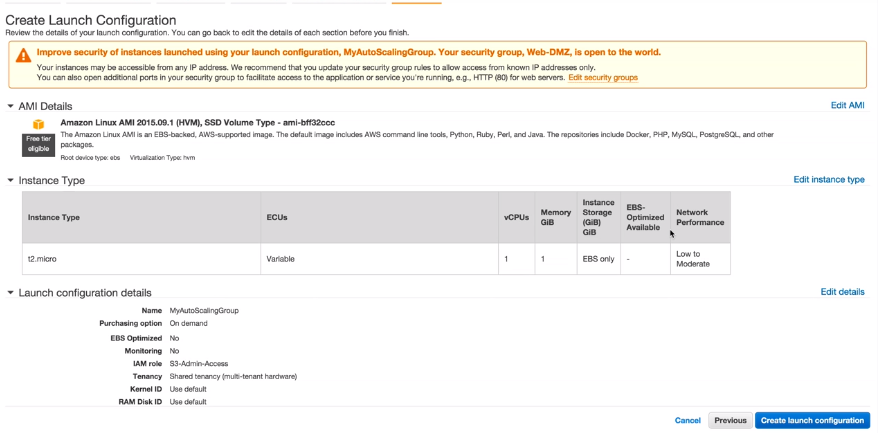 Create Launch Configuration
Review the details of your launch configuration. You can go back to edit the details of each section before you finish.
Improve security of instances launched using your launch configuration, MyAutoScalingGroup. Your security group, Web-DMZ, is open to the world.
Your instances may be accessible from any IP address. We recommend that you update your security group rules to allow access from known IP addresses only.
You can also open additional ports in your security group to facilitate access to the application or service you're running, e.g., HTTP (80) for web servers. Edit security groups
AMI Details Edit AMI
Amazon Linux AMI 2015.09.1 (HVM), SSD Volume Type - ami-bff32ccc
Free tier
eligible
The Amazon Linux AMI is an EBS-backed, AWS-supported image. The default image includes AWS command line tools, Python, Ruby, Perl, and Java. The repositories include Docker, PHP, MySQL, PostgreSQL, and other
packages.
Root device type: ebs Virtualization Type: hvm
Instance Type Edit instance type
Instance Type ECUs vCPUs Memory GiB Instance Storage (GiB) GiB EBS-Optimized Available Network Performance
t2.micro Variable 1 1 EBS only - Low to Moderate
Launch configuration details Edit details
Name MyAutoScalingGroup
Purchasing option On demand
EBS Optimized No
Monitoring No
IAM role S3-Admin-Access
Tenancy Shared tenancy (multi-tenant hardware)
Kernel ID Use default
RAM Disk ID Use default
Cancel Previous Create launch configuration